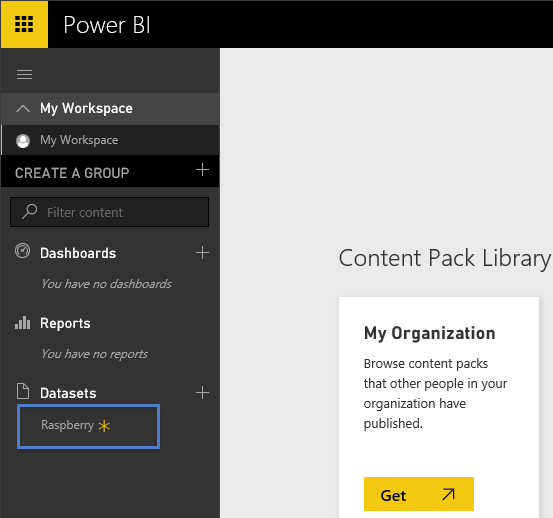 Power BI
My Workspace
My Workspace
CREATE A GROUP
Filter content
Dashboards
You have no dashboards
Reports
You have no reports
Datasets
Raspberry
Content Pack Library
My Organization
Browse content packs
that other people in your
organization have
published.
Get